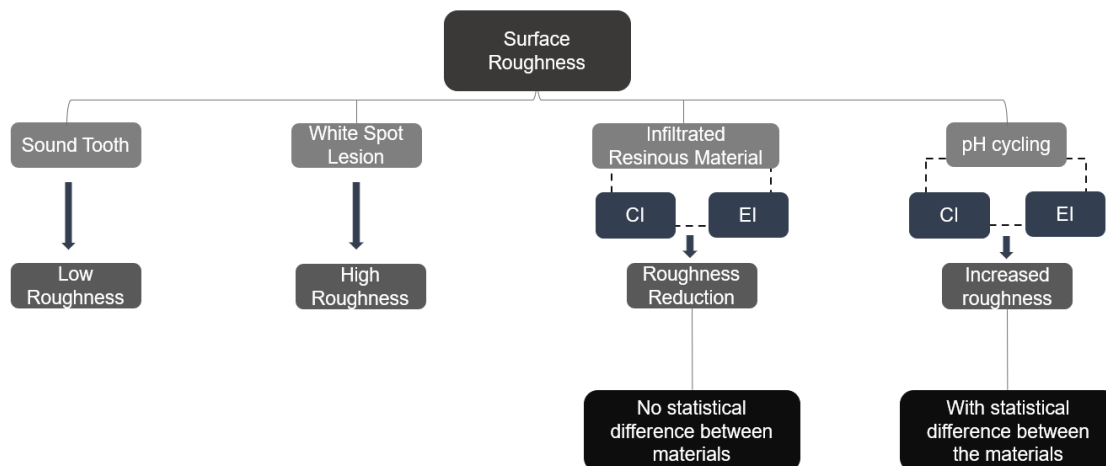 Surface
Roughness
Sound Tooth
White Spot
Lesion
Infiltrated
Resinous Material
pH cycling
CI
EI
CI
EI
Low
Roughness
High
Roughness
Roughness
Reduction
Increased
roughness
No statistical
difference between
materials
With statistical
difference between
the materials